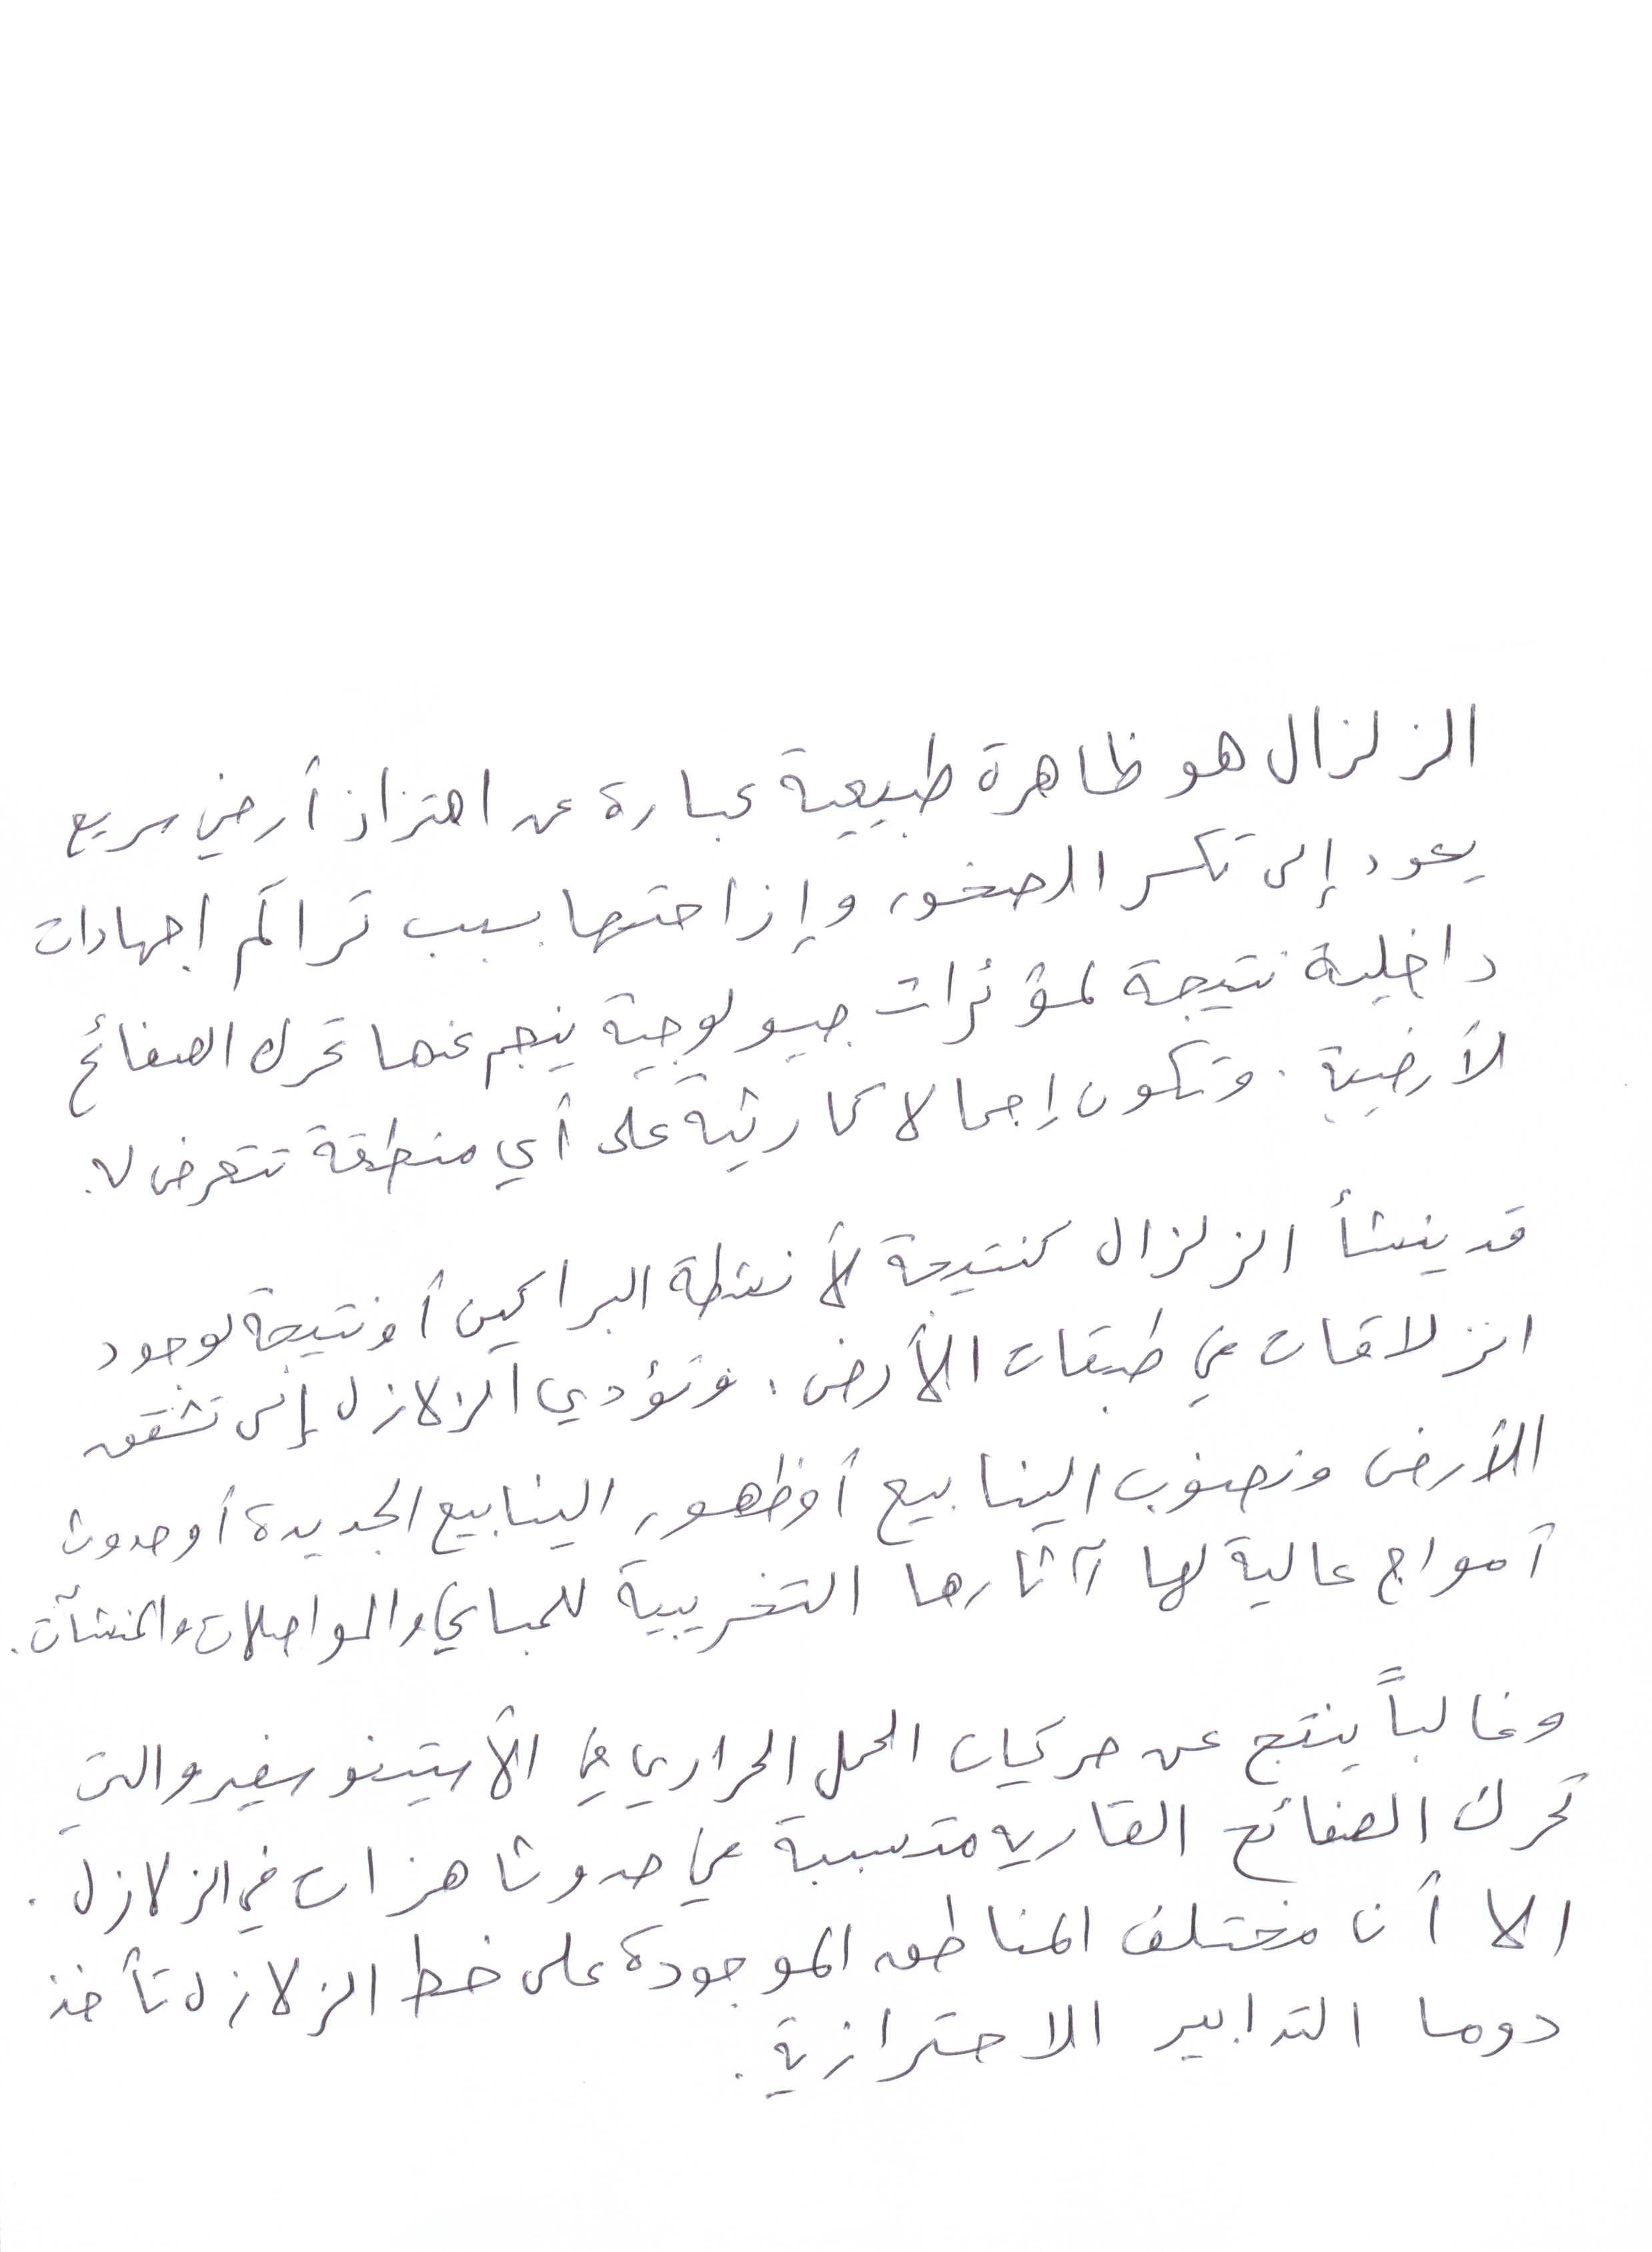 الزلزال هو ظاهرة طبيعية عبارة عن اهتزاز أرضي سريع
يعود إلى تكسر الصخور وإزاحتها بسبب تراكم اجهادات
داخلية نتيجة لمؤثرات جيولوجية ينجم عنها تحرك الصفائح
لأرضية. وتكون إجمالا كارثية على أي منطقة تتعرض له.
قد ينشأ الزلزال كنتيجة لأنشطة البراكين أو نتيجة لوجود
انزلاقات في طبقات الأرض. وتؤدي الزلازل إلى تشقق
الأرض ونضوب الينابيع أو ظهور الينابيع الجديدة أو حدوث
أمواج عالية لها آثارها التخريبية للمباني والمواصلات والمنشآت.
وغالباً ينتج عن حركيات الحمل الحراري في الأستينوسفير والتي
تحرك الصفائح القارية متسببة في حدوث هزات في الزلازل.
الا أن مختلف المناطق الموجودة على خط الزلازل تأخذ
دوما التدابير الاحترازية.